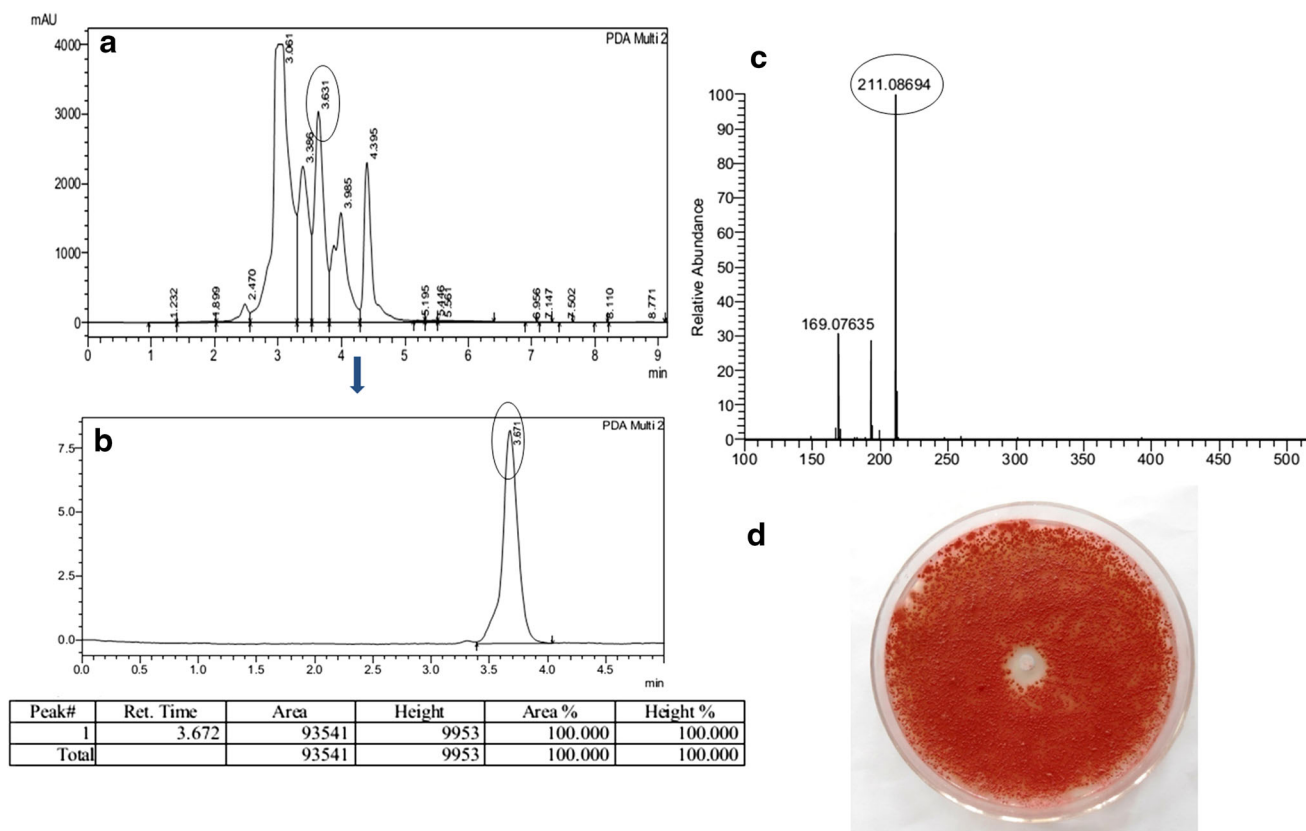 mAU
a
PDA Multi 2
4000
3000
2000
1000
0
3.061
3.386
3.631
3.985
4.395
1.232
1.899
2.470
5.195
5.446
5.561
6.956
7.147
7.502
8.110
8.771
0 1 2 3 4 5 6 7 8 9
min
b
PDA Multi 2
7.5
5.0
2.5
0.0
3.671
0.0 0.5 1.0 1.5 2.0 2.5 3.0 3.5 4.0 4.5
min
Peak# Ret. Time Area Height Area % Height %
1 3.672 93541 9953 100.000 100.000
Total 93541 9953 100.000 100.000
c
211.08694
169.07635
Relative Abundance
100
90
80
70
60
50
40
30
20
10
0
100 150 200 250 300 350 400 450 500
d